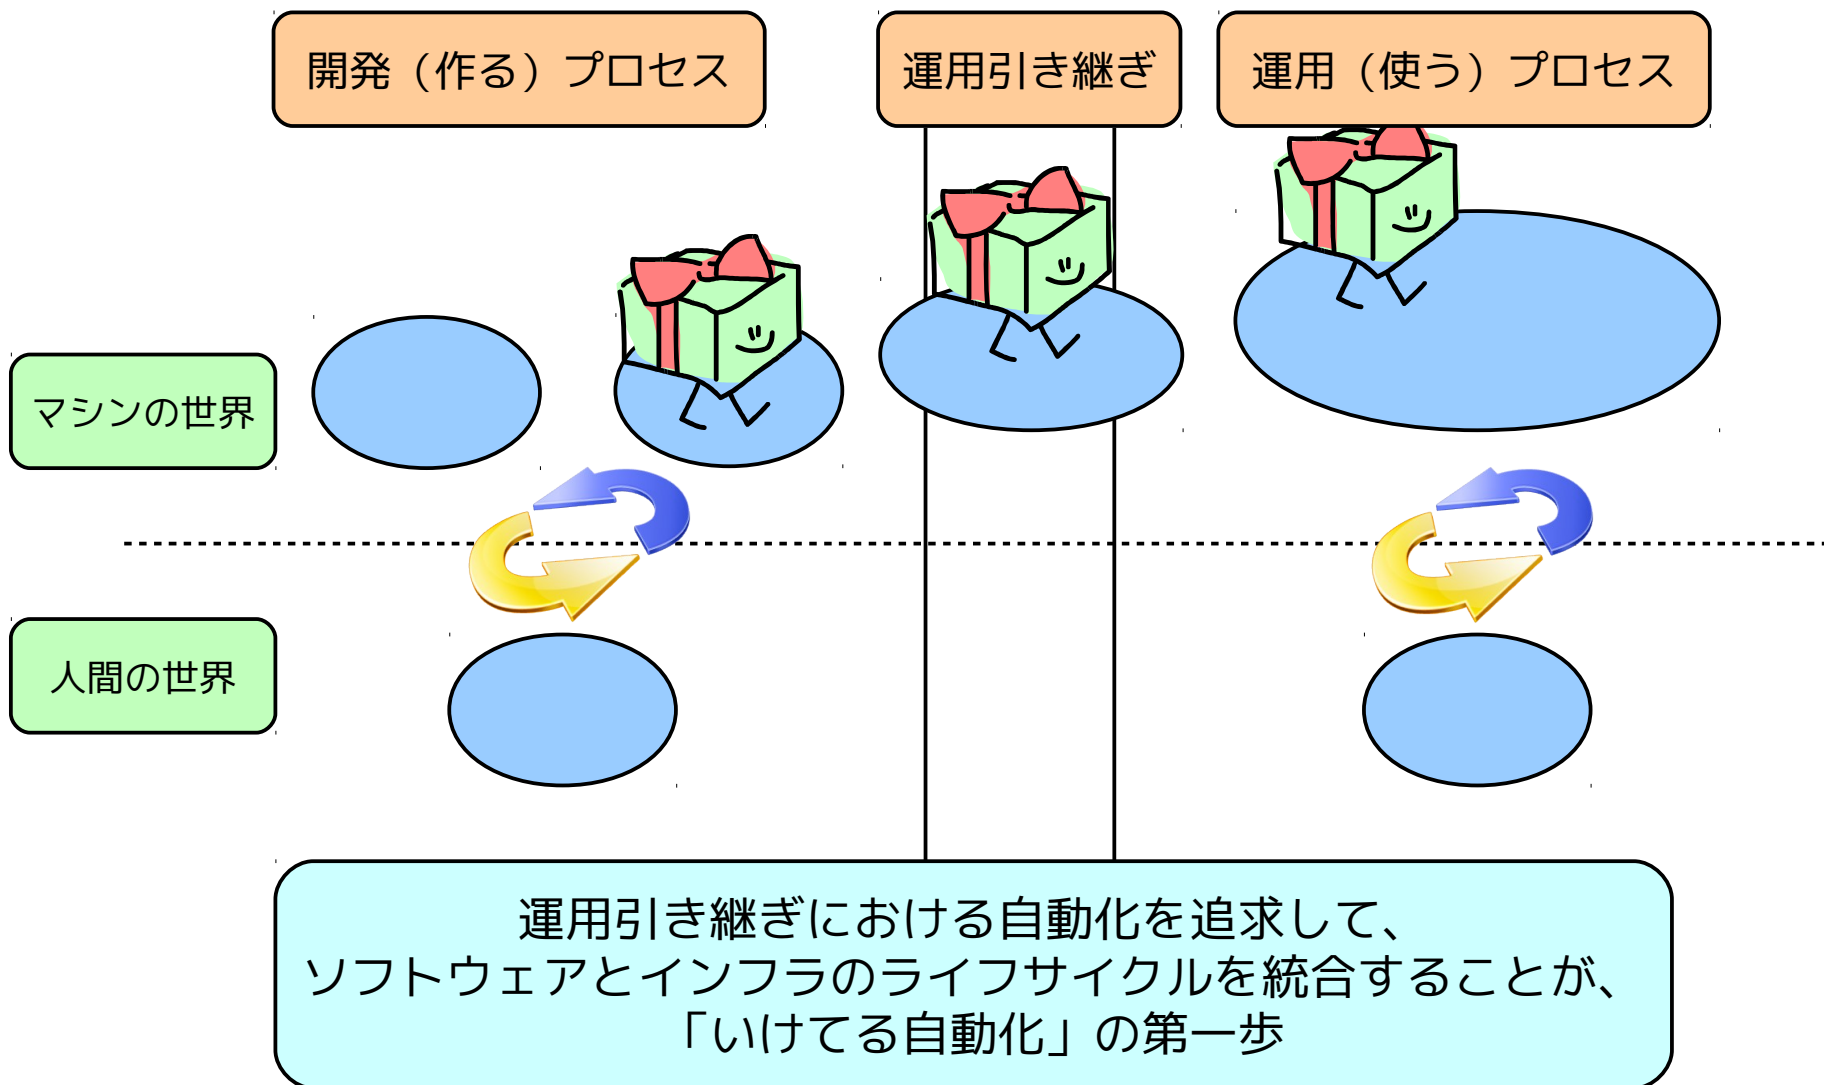 開発（作る）プロセス
運用引き継ぎ
運用（使う）プロセス
マシンの世界
人間の世界
運用引き継ぎにおける自動化を追求して、
ソフトウェアとインフラのライフサイクルを統合することが、
「いけてる自動化」の第一歩